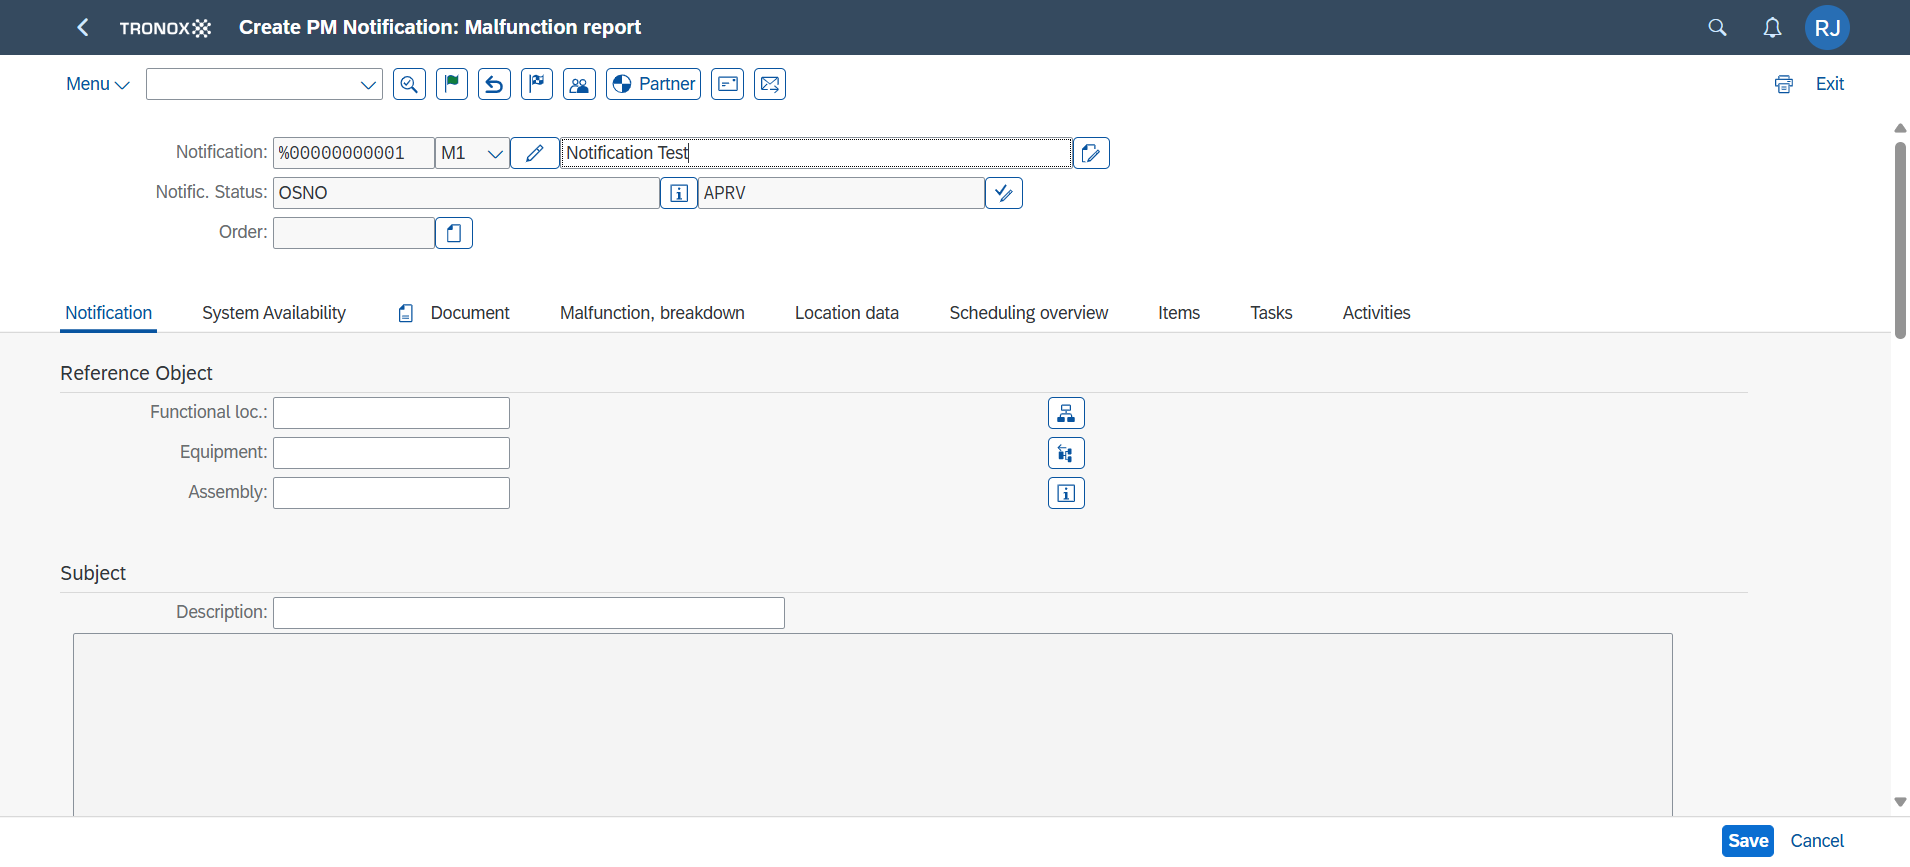 TRONOX Create PM Notification: Malfunction report RJ
Menu Partner Exit
Notification: %00000000001 M1 Notification Test
Notific. Status: OSNO APRV
Order:
Notification System Availability Document Malfunction, breakdown Location data Scheduling overview Items Tasks Activities
Reference Object
Functional loc.:
Equipment:
Assembly:
Subject
Description:
Save Cancel